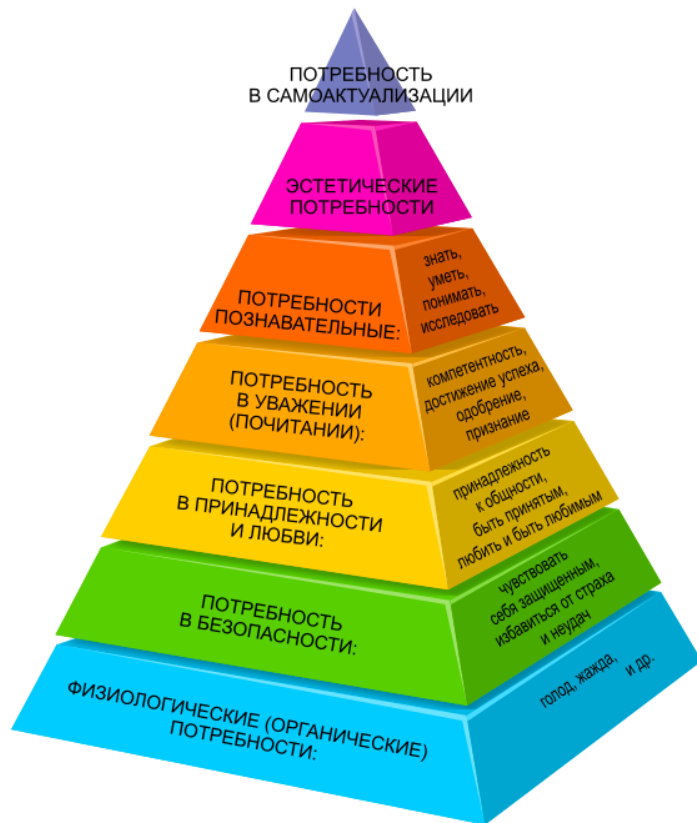 ПОТРЕБНОСТЬ
В САМОАКТУАЛИЗАЦИИ
ЭСТЕТИЧЕСКИЕ
ПОТРЕБНОСТИ
ПОТРЕБНОСТИ
ПОЗНАВАТЕЛЬНЫЕ:
знать,
уметь,
понимать,
исследовать
ПОТРЕБНОСТЬ
В УВАЖЕНИИ
(ПОЧИТАНИИ):
компетентность,
достижение успеха,
одобрение,
признание
ПОТРЕБНОСТЬ
В ПРИНАДЛЕЖНОСТИ
И ЛЮБВИ:
принадлежность
к общности,
быть принятым,
любить и быть любимым
ПОТРЕБНОСТЬ
В БЕЗОПАСНОСТИ:
чувствовать
себя защищенным,
избавиться от страха
и неудач
ФИЗИОЛОГИЧЕСКИЕ (ОРГАНИЧЕСКИЕ)
ПОТРЕБНОСТИ:
голод, жажда,
и др.